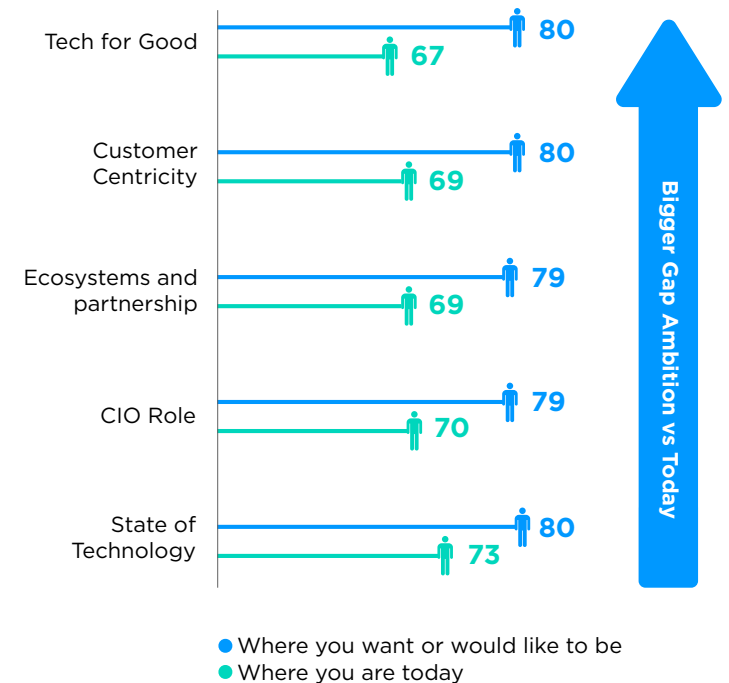 Tech for Good
80
67
Customer
Centricity
80
69
Ecosystems and
partnership
79
69
CIO Role
79
70
State of
Technology
80
73
Bigger Gap Ambition vs Today
Where you want or would like to be
Where you are today